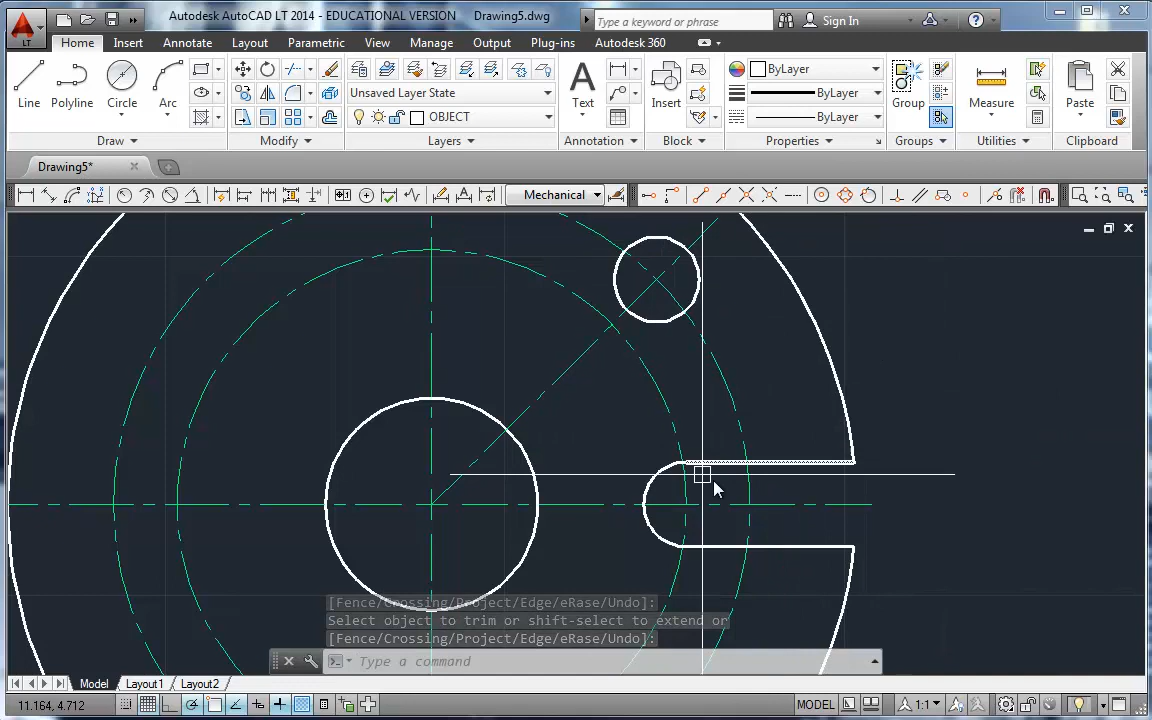 Autodesk AutoCAD LT 2014 - EDUCATIONAL VERSION Drawing5.dwg
Type a keyword or phrase
Sign In
LT
Home Insert Annotate Layout Parametric View Manage Output Plug-ins Autodesk 360
Line Polyline Circle Arc
Unsaved Layer State
OBJECT
Text
Insert
ByLayer
ByLayer
ByLayer
Group
Measure
Paste
Draw
Modify
Layers
Annotation
Block
Properties
Groups
Utilities
Clipboard
Drawing5*
Mechanical
[Fence/Crossing/Project/Edge/eRase/Undo]:
Select object to trim or shift-select to extend or
[Fence/Crossing/Project/Edge/eRase/Undo]:
Type a command
Model Layout1 Layout2
11.164, 4.712
MODEL
1:1